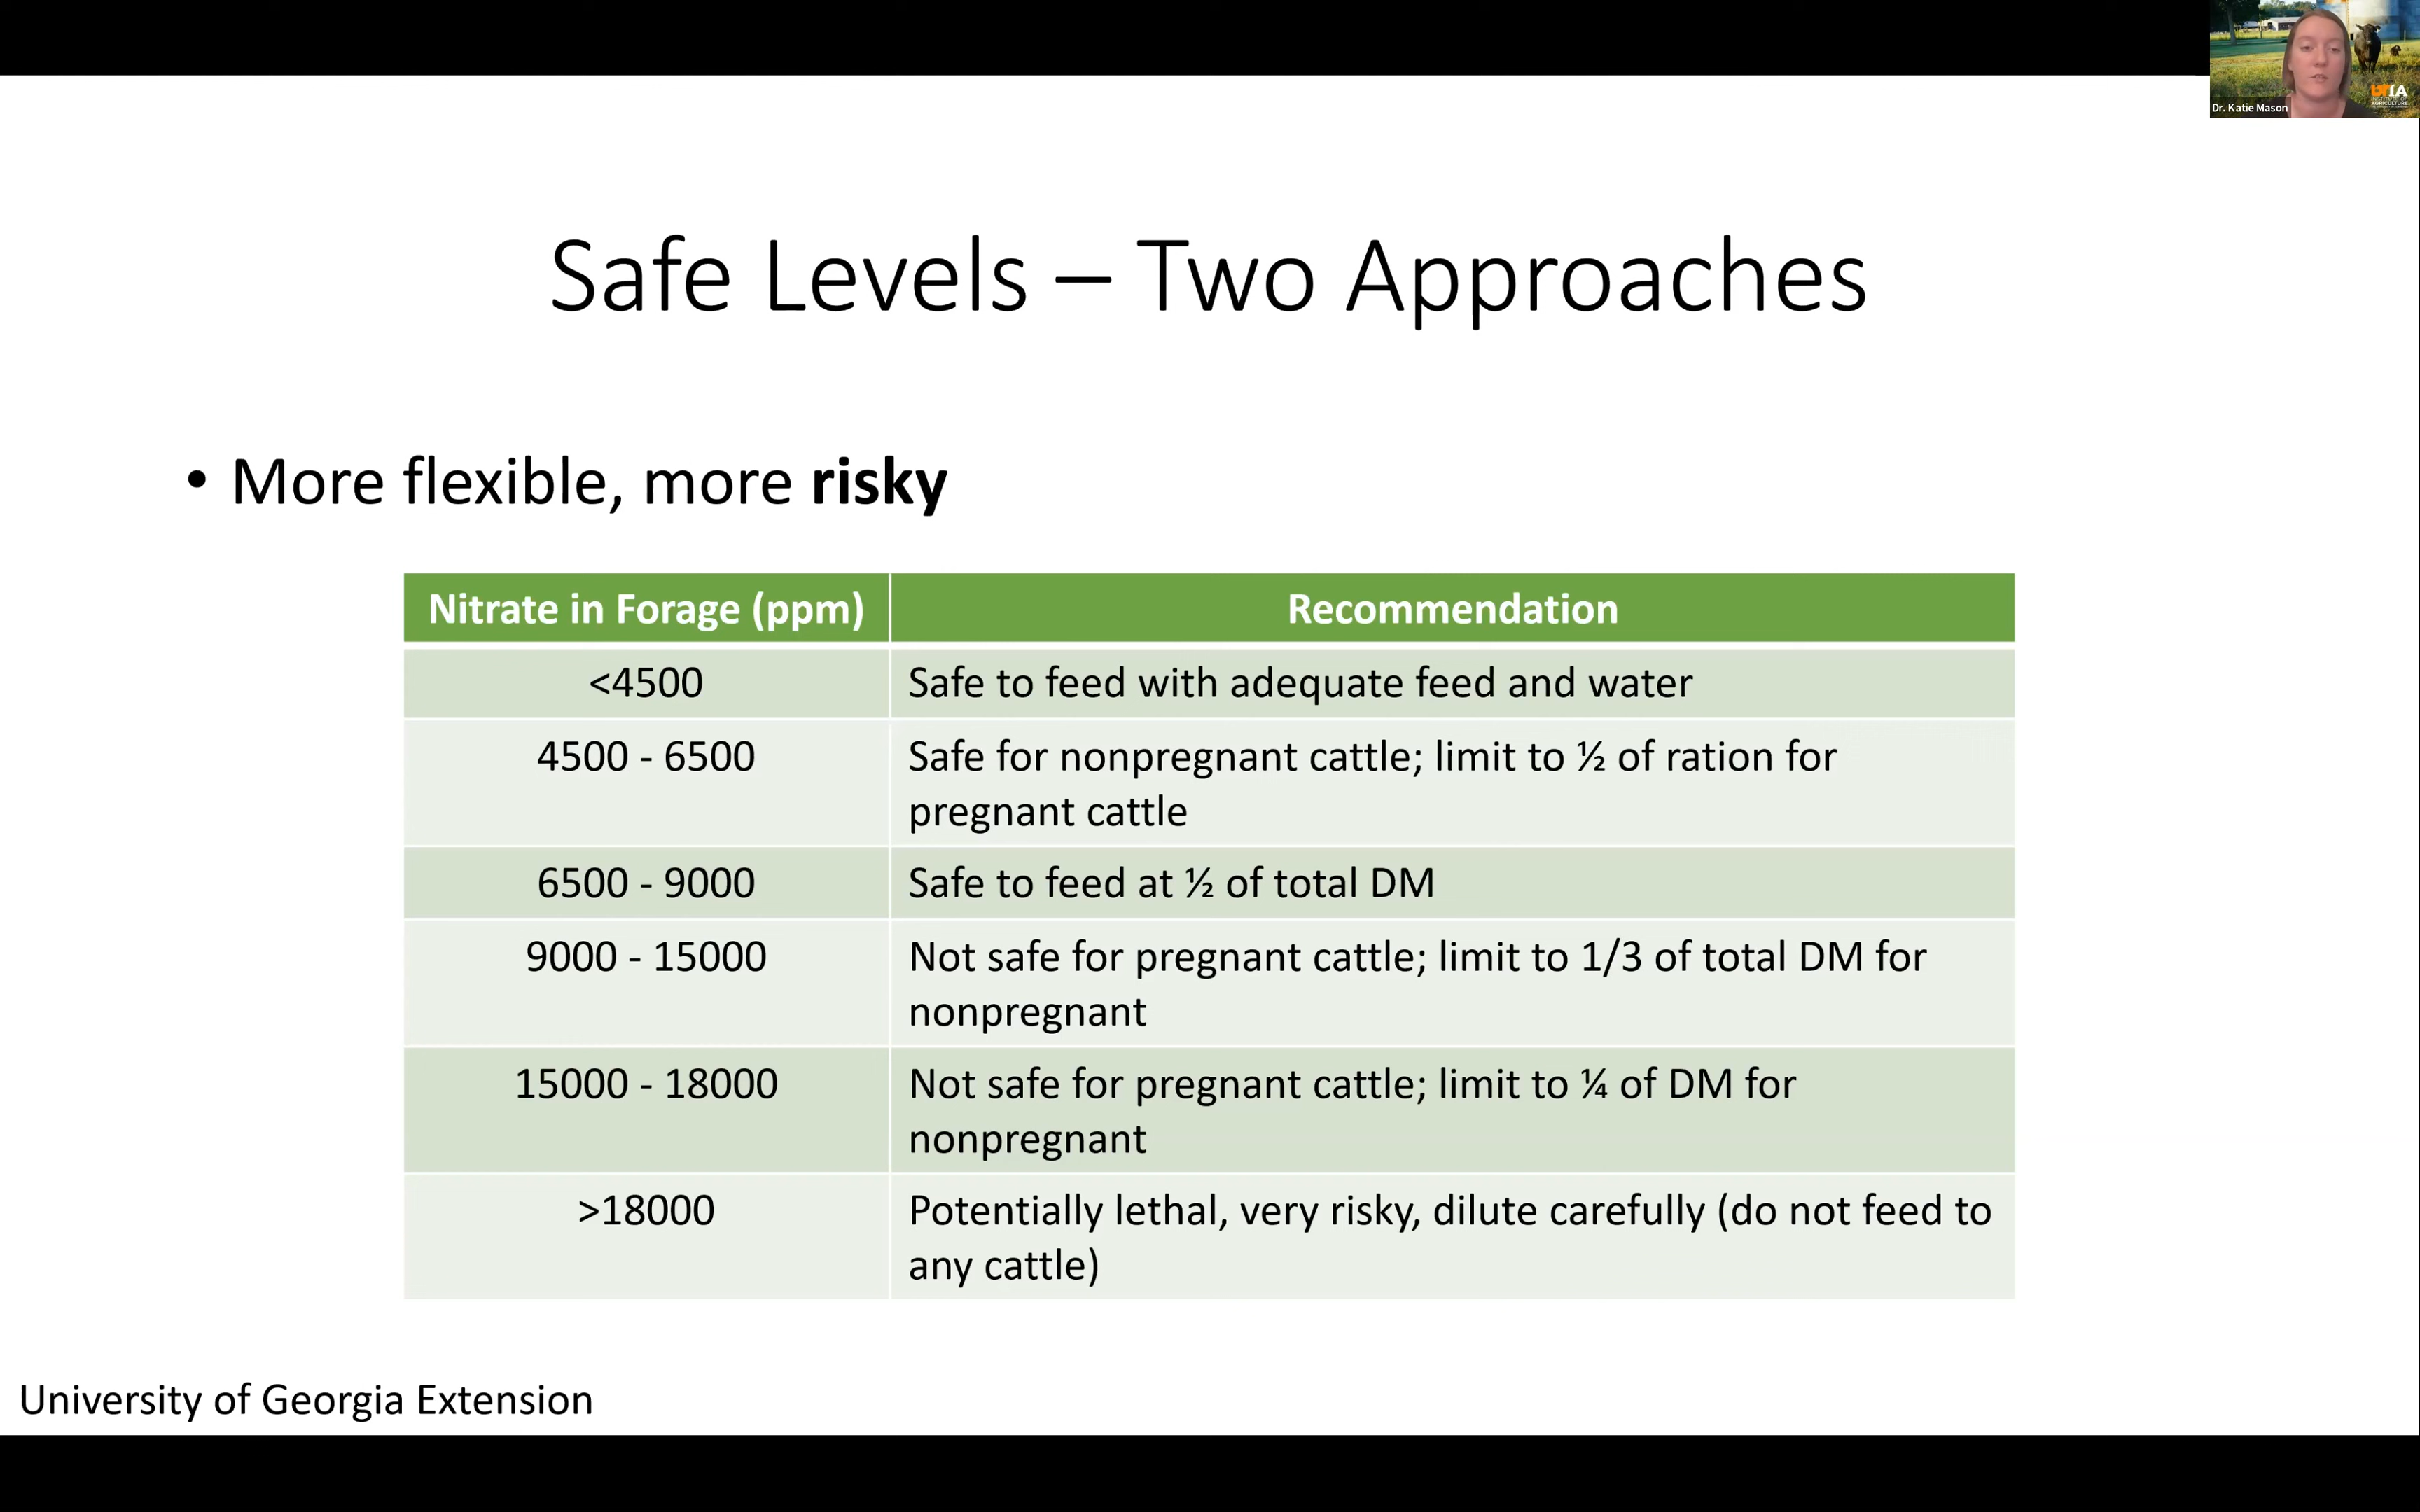 Dr. Katie Mason
UTIA
INSTITUTE OF
AGRICULTURE
Safe Levels – Two Approaches
• More flexible, more risky
Nitrate in Forage (ppm) Recommendation
<4500 Safe to feed with adequate feed and water
4500 - 6500 Safe for nonpregnant cattle; limit to ½ of ration for
pregnant cattle
6500 - 9000 Safe to feed at ½ of total DM
9000 - 15000 Not safe for pregnant cattle; limit to 1/3 of total DM for
nonpregnant
15000 - 18000 Not safe for pregnant cattle; limit to ¼ of DM for
nonpregnant
>18000 Potentially lethal, very risky, dilute carefully (do not feed to
any cattle)
University of Georgia Extension